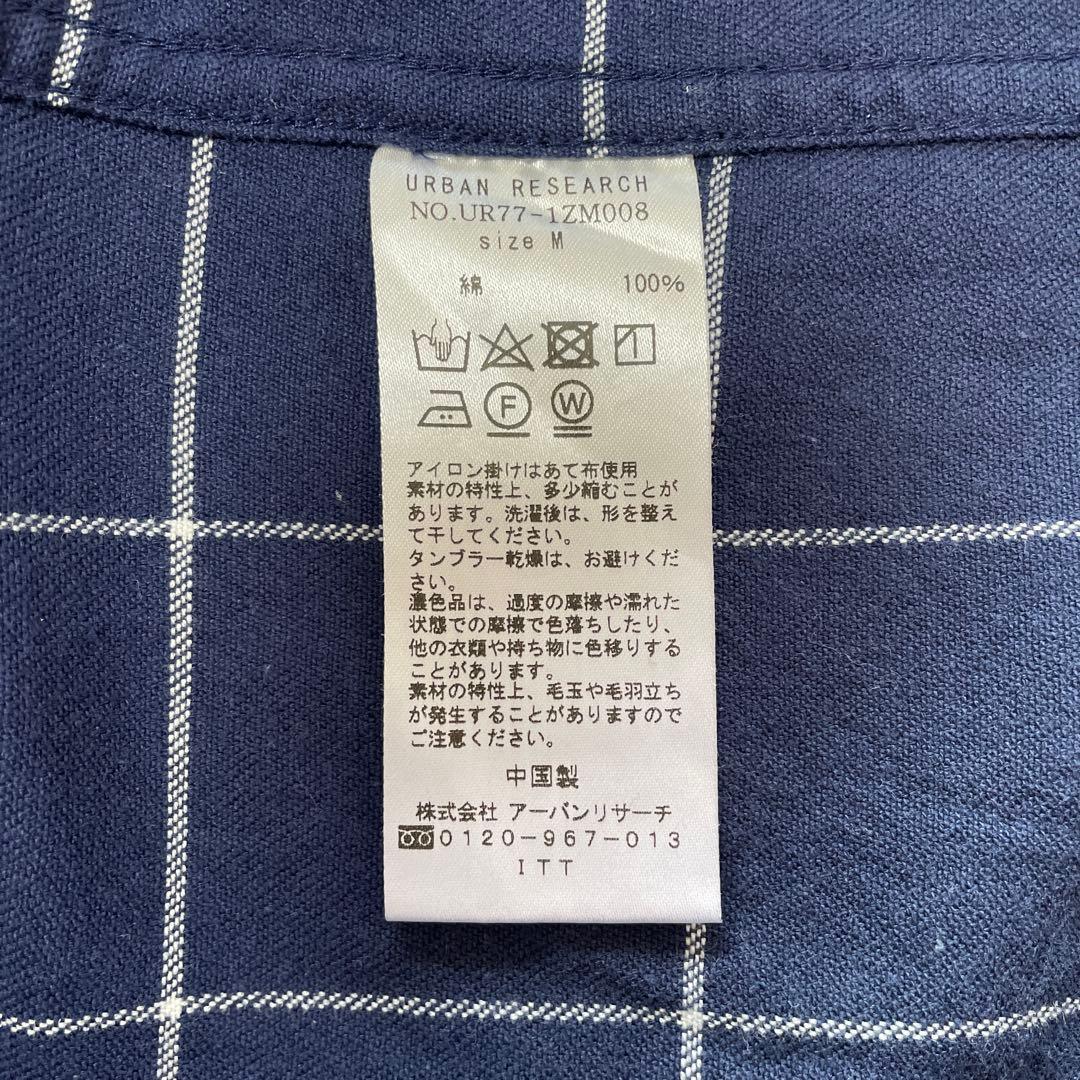 URBAN RESEARCH
NO.UR77-1ZM008
size M
綿 100%
F W
アイロン掛けはあて布使用
素材の特性上、多少縮むことが
あります。洗濯後は、形を整え
て干してください。
タンブラー乾燥は、お避けくだ
さい。
濃色品は、過度の摩擦や濡れた
状態での摩擦で色落ちしたり、
他の衣類や持ち物に色移りする
ことがあります。
素材の特性上、毛玉や毛羽立ち
が発生することがありますので
ご注意ください。
中国製
株式会社 アーバンリサーチ
0120-967-013
ITT